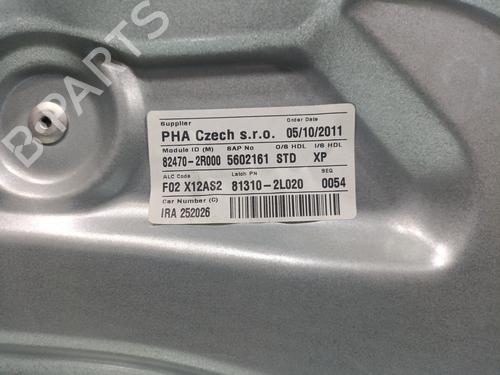 B-PARTS
Supplier Order Date
PHA Czech s.r.o. 05/10/2011
Module ID (M) SAP No O/S HDL I/S HDL
82470-2R000 5602161 STD XP
ALC Code Latch PN SEQ
F02 X12AS2 81310-2L020 0054
Car Number (C)
IRA 252026